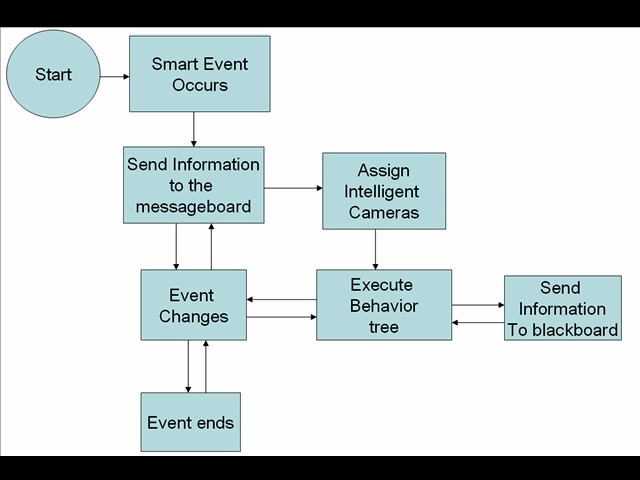 Start
Smart Event
Occurs
Send Information
to the
messageboard
Assign
Intelligent
Cameras
Event
Changes
Execute
Behavior
tree
Send
Information
To blackboard
Event ends